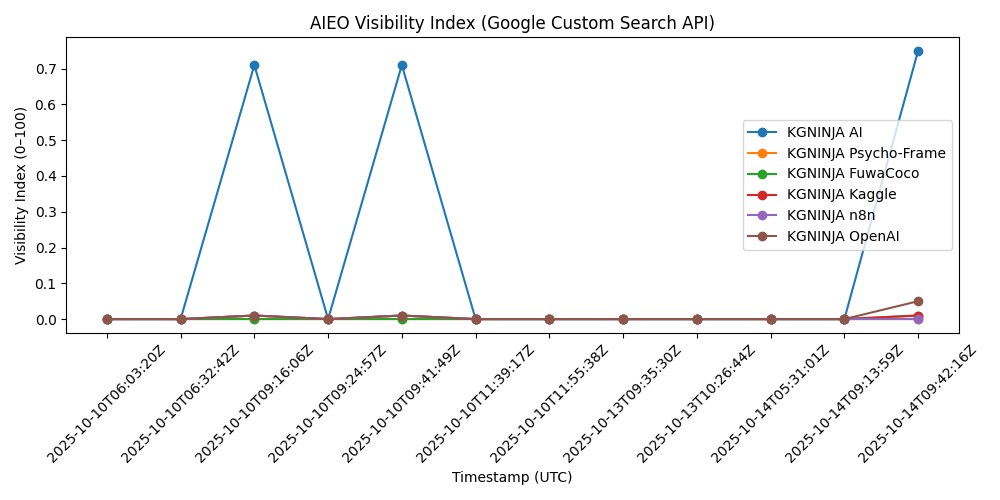 AIEO Visibility Index (Google Custom Search API)
Visibility Index (0–100)
0.7
0.6
0.5
0.4
0.3
0.2
0.1
0.0
KGNINJA AI
KGNINJA Psycho-Frame
KGNINJA FuwaCoco
KGNINJA Kaggle
KGNINJA n8n
KGNINJA OpenAI
2025-10-10T06:03:20Z
2025-10-10T06:32:42Z
2025-10-10T09:16:06Z
2025-10-10T09:24:57Z
2025-10-10T09:41:49Z
2025-10-10T11:39:17Z
2025-10-10T11:55:38Z
2025-10-13T09:35:30Z
2025-10-13T10:26:44Z
2025-10-14T05:31:01Z
2025-10-14T09:13:59Z
2025-10-14T09:42:16Z
Timestamp (UTC)